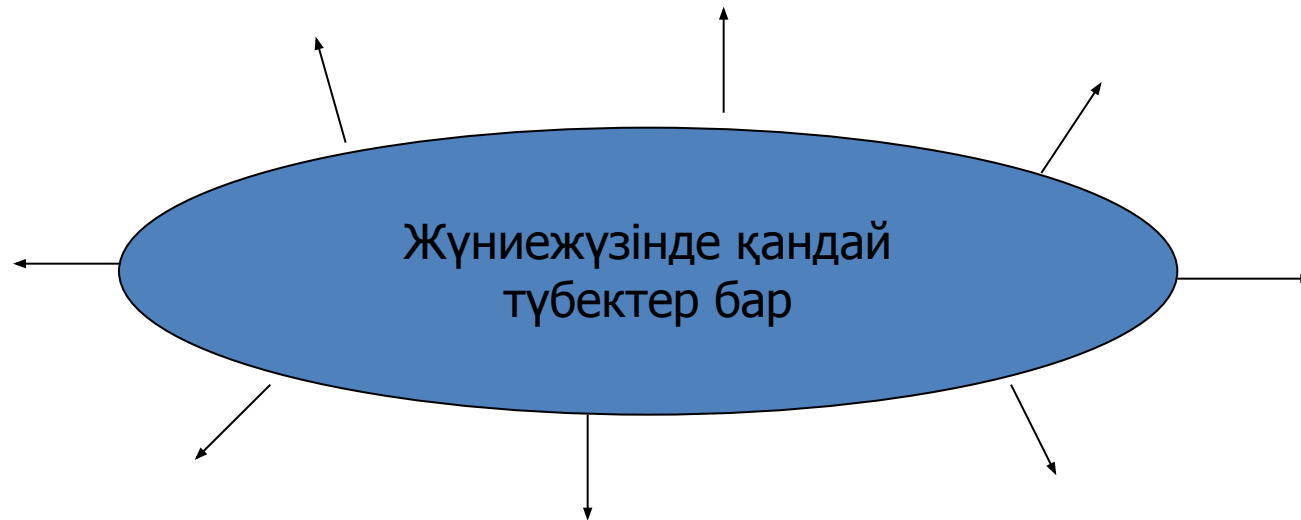 Жүниежүзінде қандай
түбектер бар